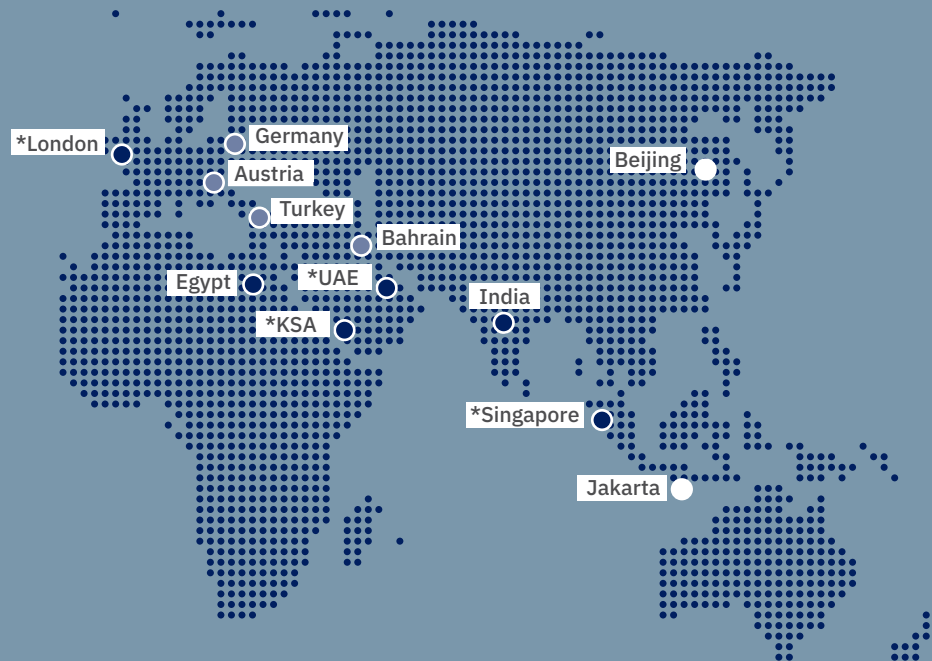 Germany
*London
Beijing
Austria
Turkey
Bahrain
*UAE
Egypt
India
*KSA
*Singapore
Jakarta